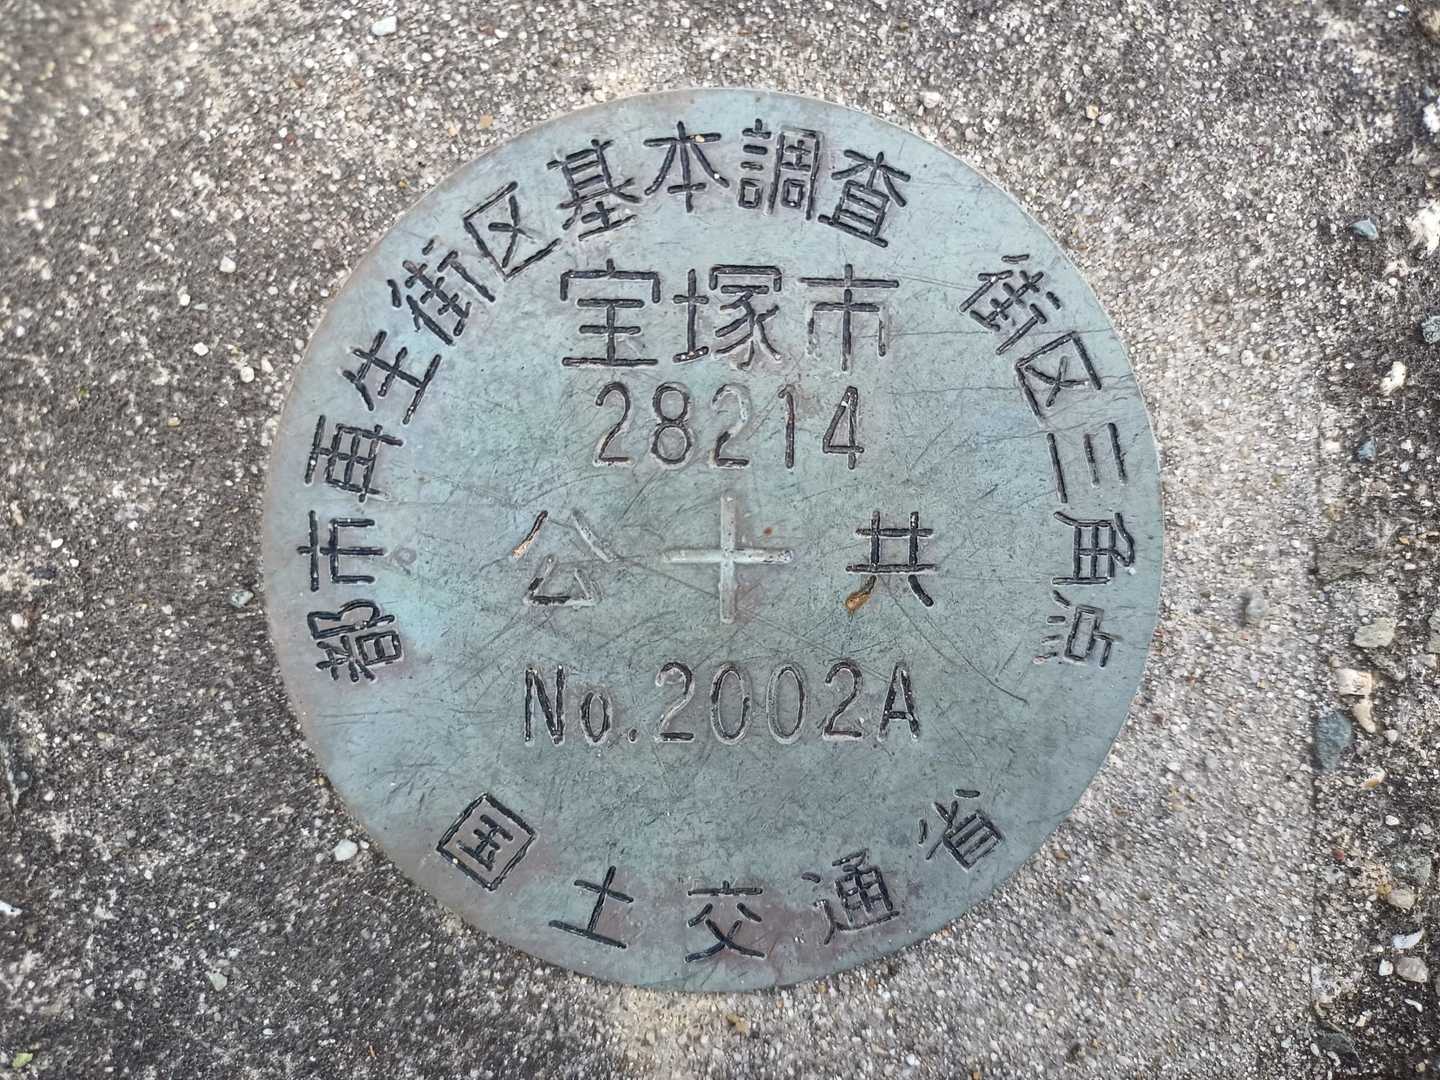 都市再生街区基本調査 街区三角点
宝塚市
28214
公共
No.2002A
国土交通省